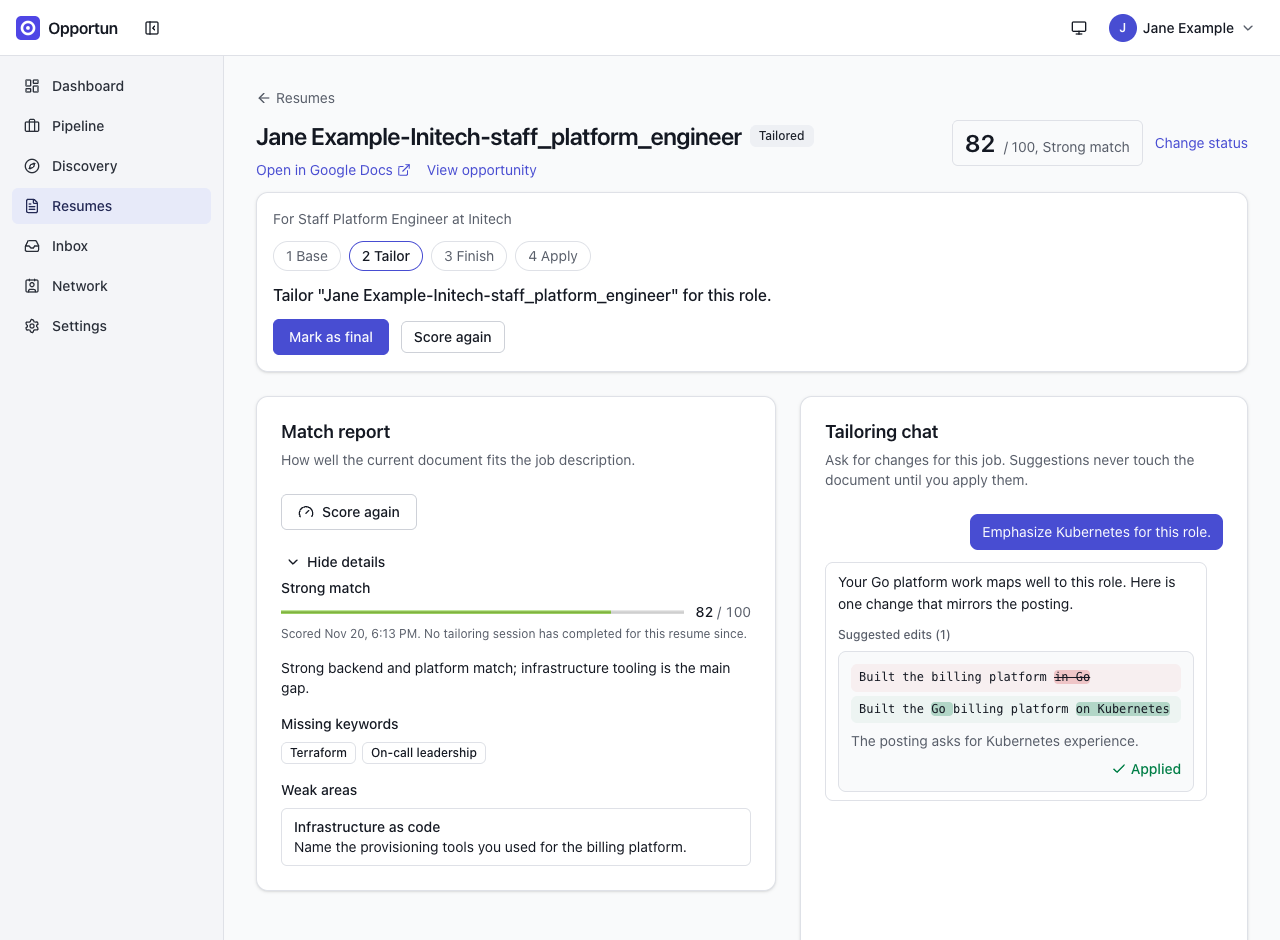 Opportun
J
Jane Example
Dashboard
Pipeline
Discovery
Resumes
Inbox
Network
Settings
Resumes
Jane Example-Initech-staff_platform_engineer
Tailored
82 / 100, Strong match
Change status
Open in Google Docs
View opportunity
For Staff Platform Engineer at Initech
1 Base
2 Tailor
3 Finish
4 Apply
Tailor "Jane Example-Initech-staff_platform_engineer" for this role.
Mark as final
Score again
Match report
How well the current document fits the job description.
Score again
Hide details
Strong match
82 / 100
Scored Nov 20, 6:13 PM. No tailoring session has completed for this resume since.
Strong backend and platform match; infrastructure tooling is the main
gap.
Missing keywords
Terraform
On-call leadership
Weak areas
Infrastructure as code
Name the provisioning tools you used for the billing platform.
Tailoring chat
Ask for changes for this job. Suggestions never touch the
document until you apply them.
Emphasize Kubernetes for this role.
Your Go platform work maps well to this role. Here is
one change that mirrors the posting.
Suggested edits (1)
Built the billing platform in Go
Built the Go billing platform on Kubernetes
The posting asks for Kubernetes experience.
Applied